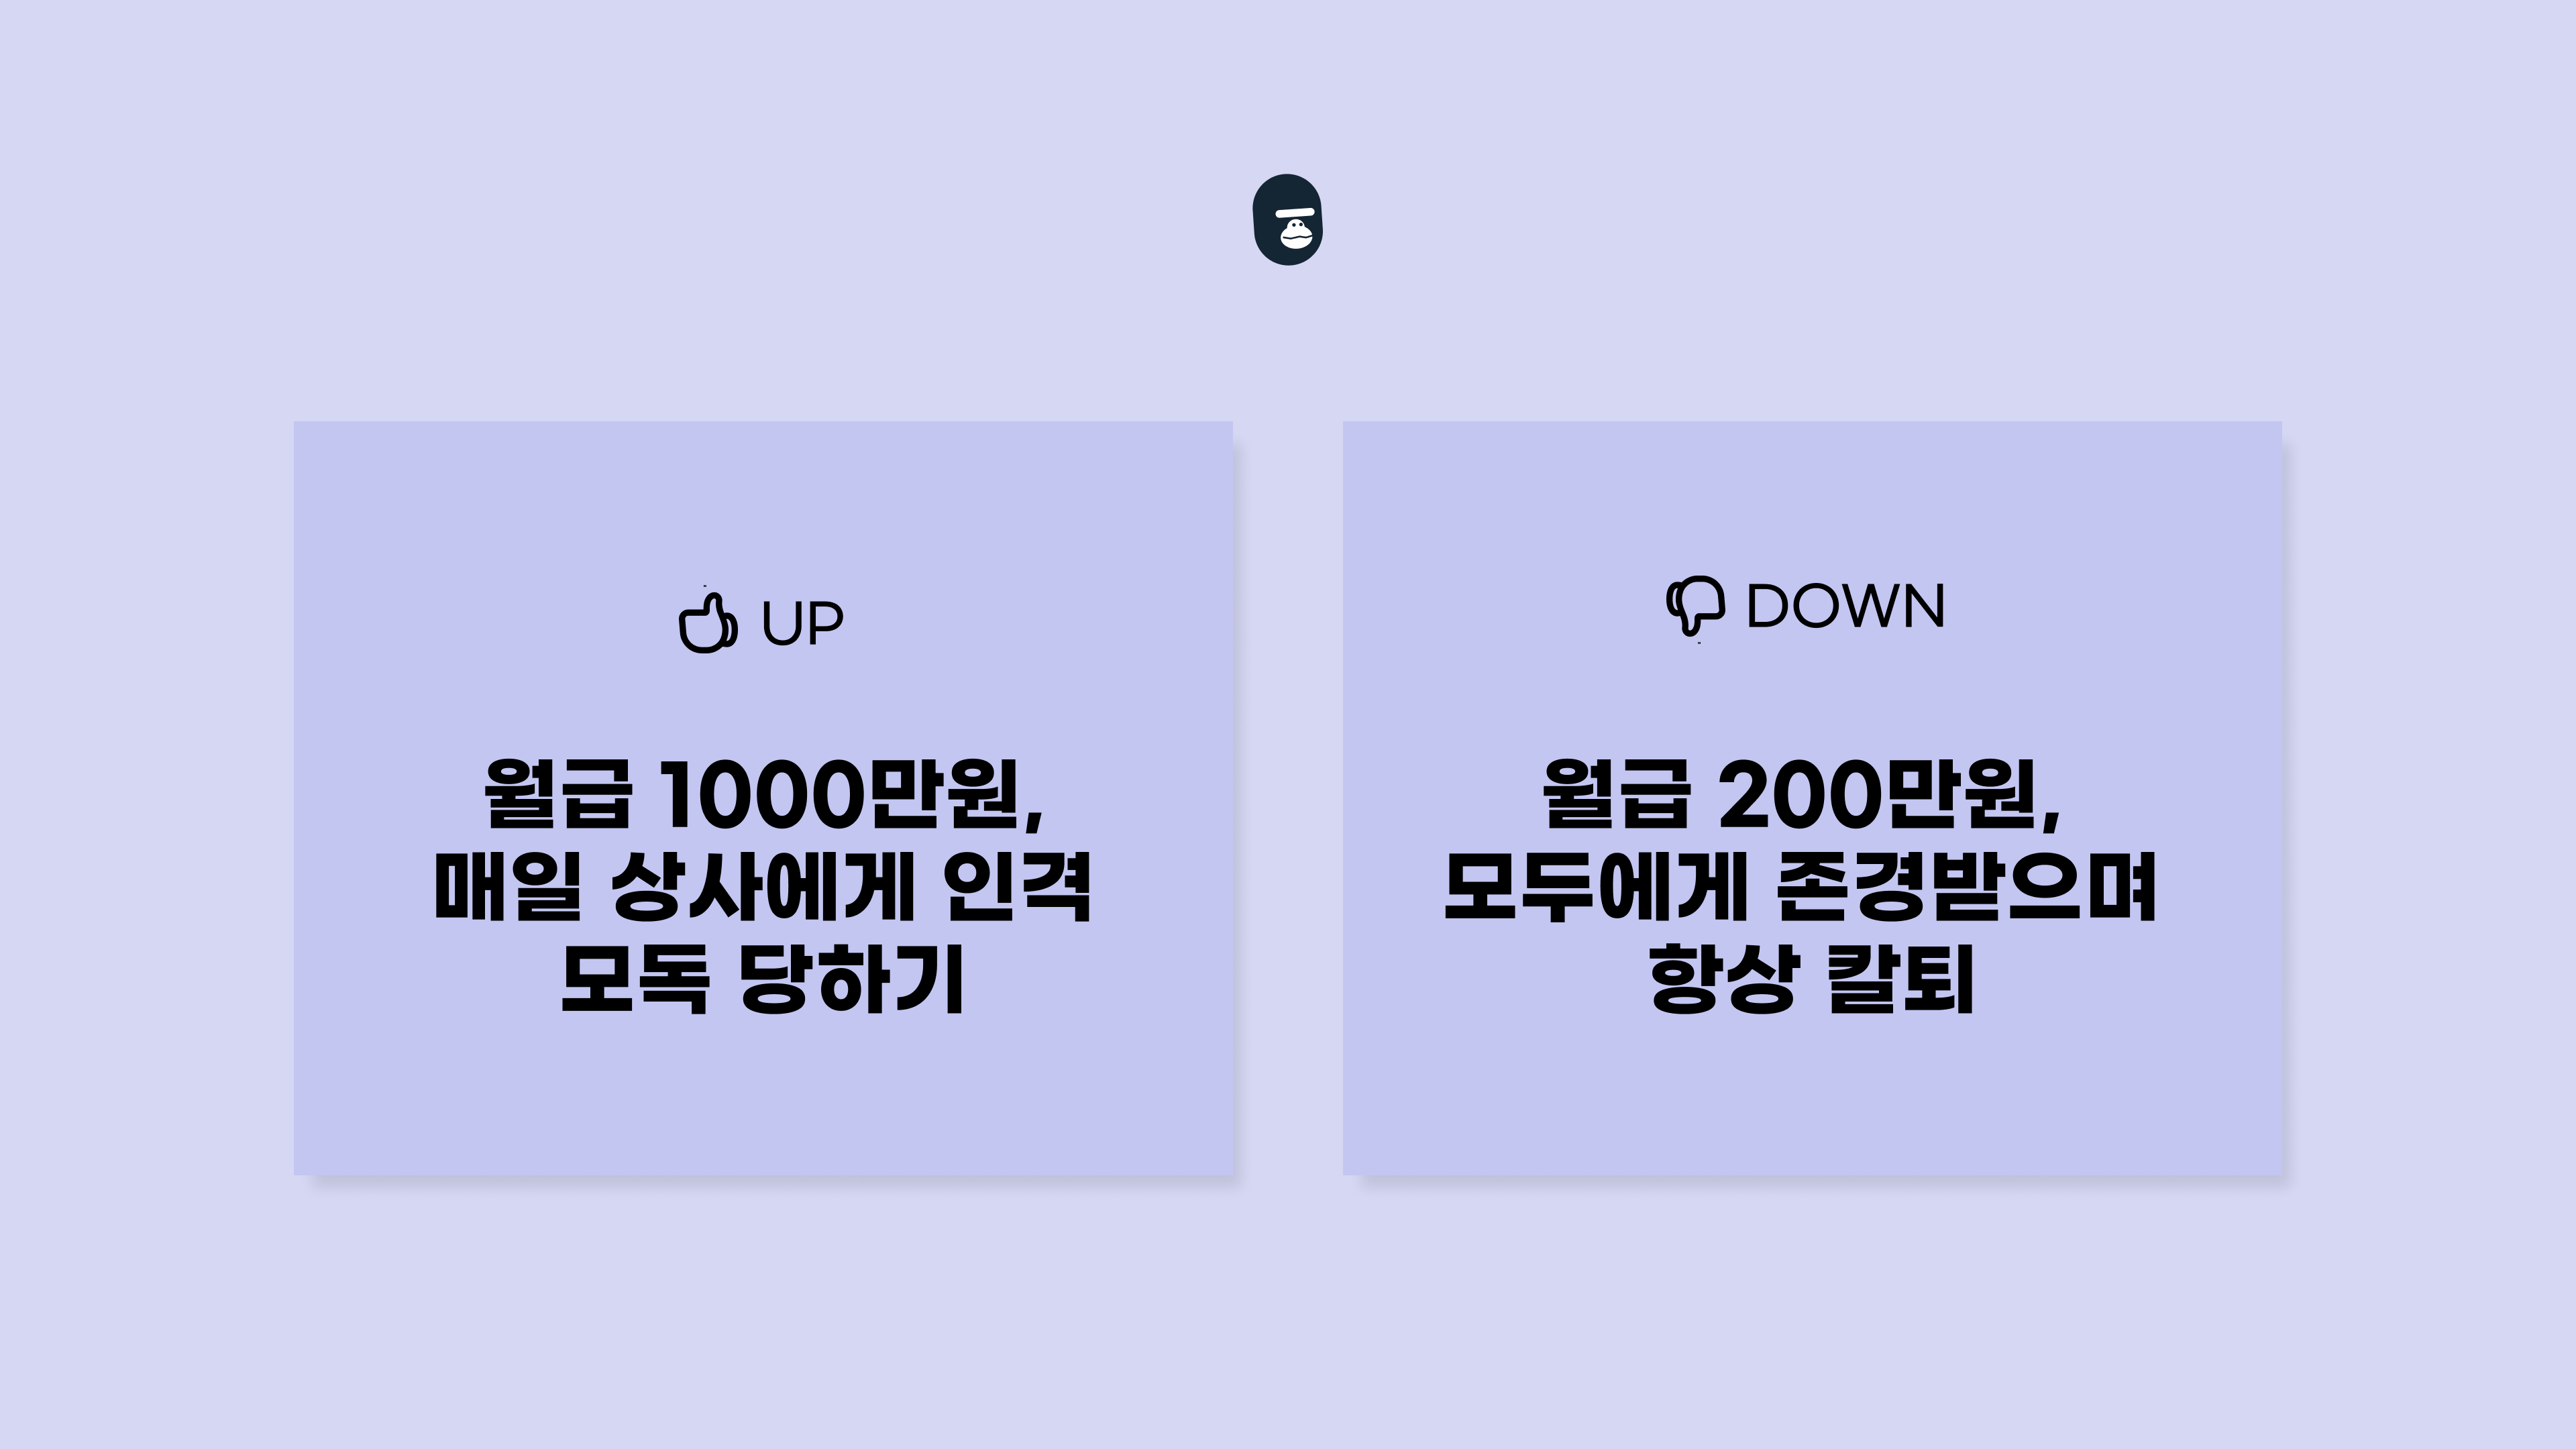 UP
월급 1000만원,
매일 상사에게 인격
모독 당하기
DOWN
월급 200만원,
모두에게 존경받으며
항상 칼퇴